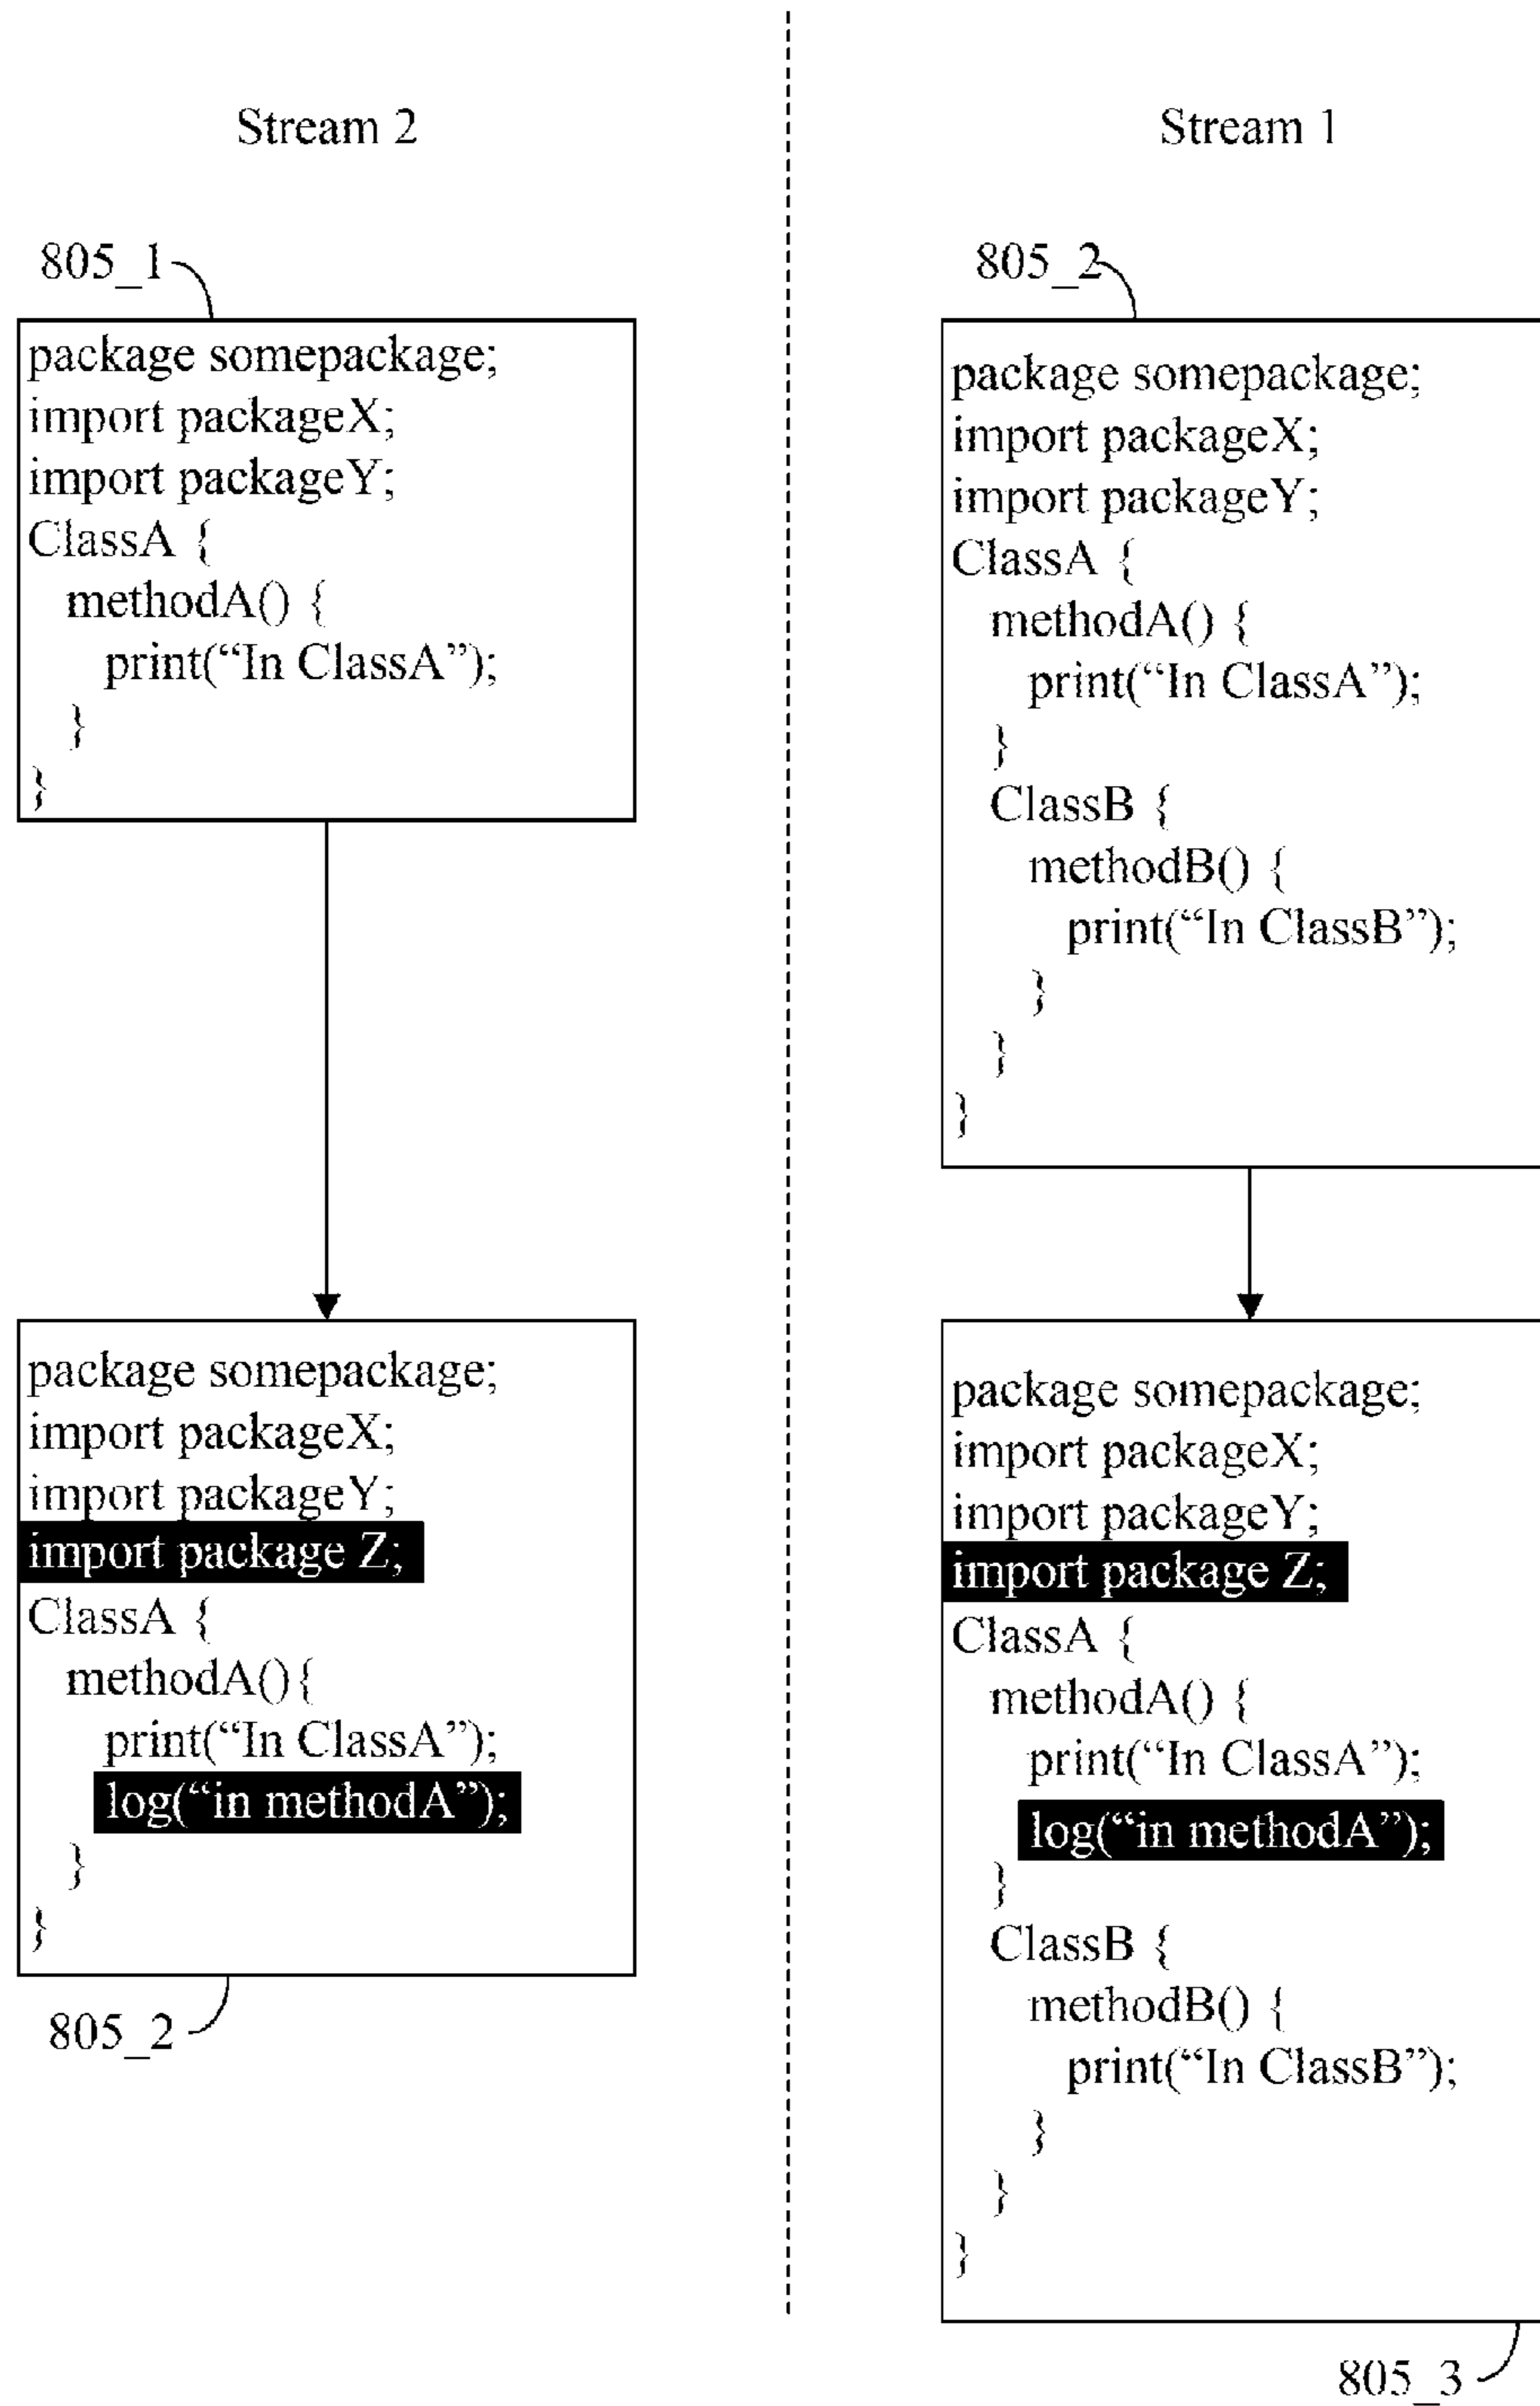 Stream 2
805_1
package somepackage;
import packageX;
import packageY;
ClassA {
methodA() {
print(“In ClassA”);
}
}
package somepackage;
import packageX;
import packageY;
import package Z;
ClassA {
methodA(){
print(“In ClassA”);
log(“in methodA”);
}
}
805_2
Stream 1
805_2
package somepackage;
import packageX;
import packageY;
ClassA {
methodA() {
print(“In ClassA”);
}
ClassB {
methodB() {
print(“In ClassB”);
}
}
}
package somepackage;
import packageX;
import packageY;
import package Z;
ClassA {
methodA() {
print(“In ClassA”);
log(“in methodA”);
}
ClassB {
methodB() {
print(“In ClassB”);
}
}
}
805_3